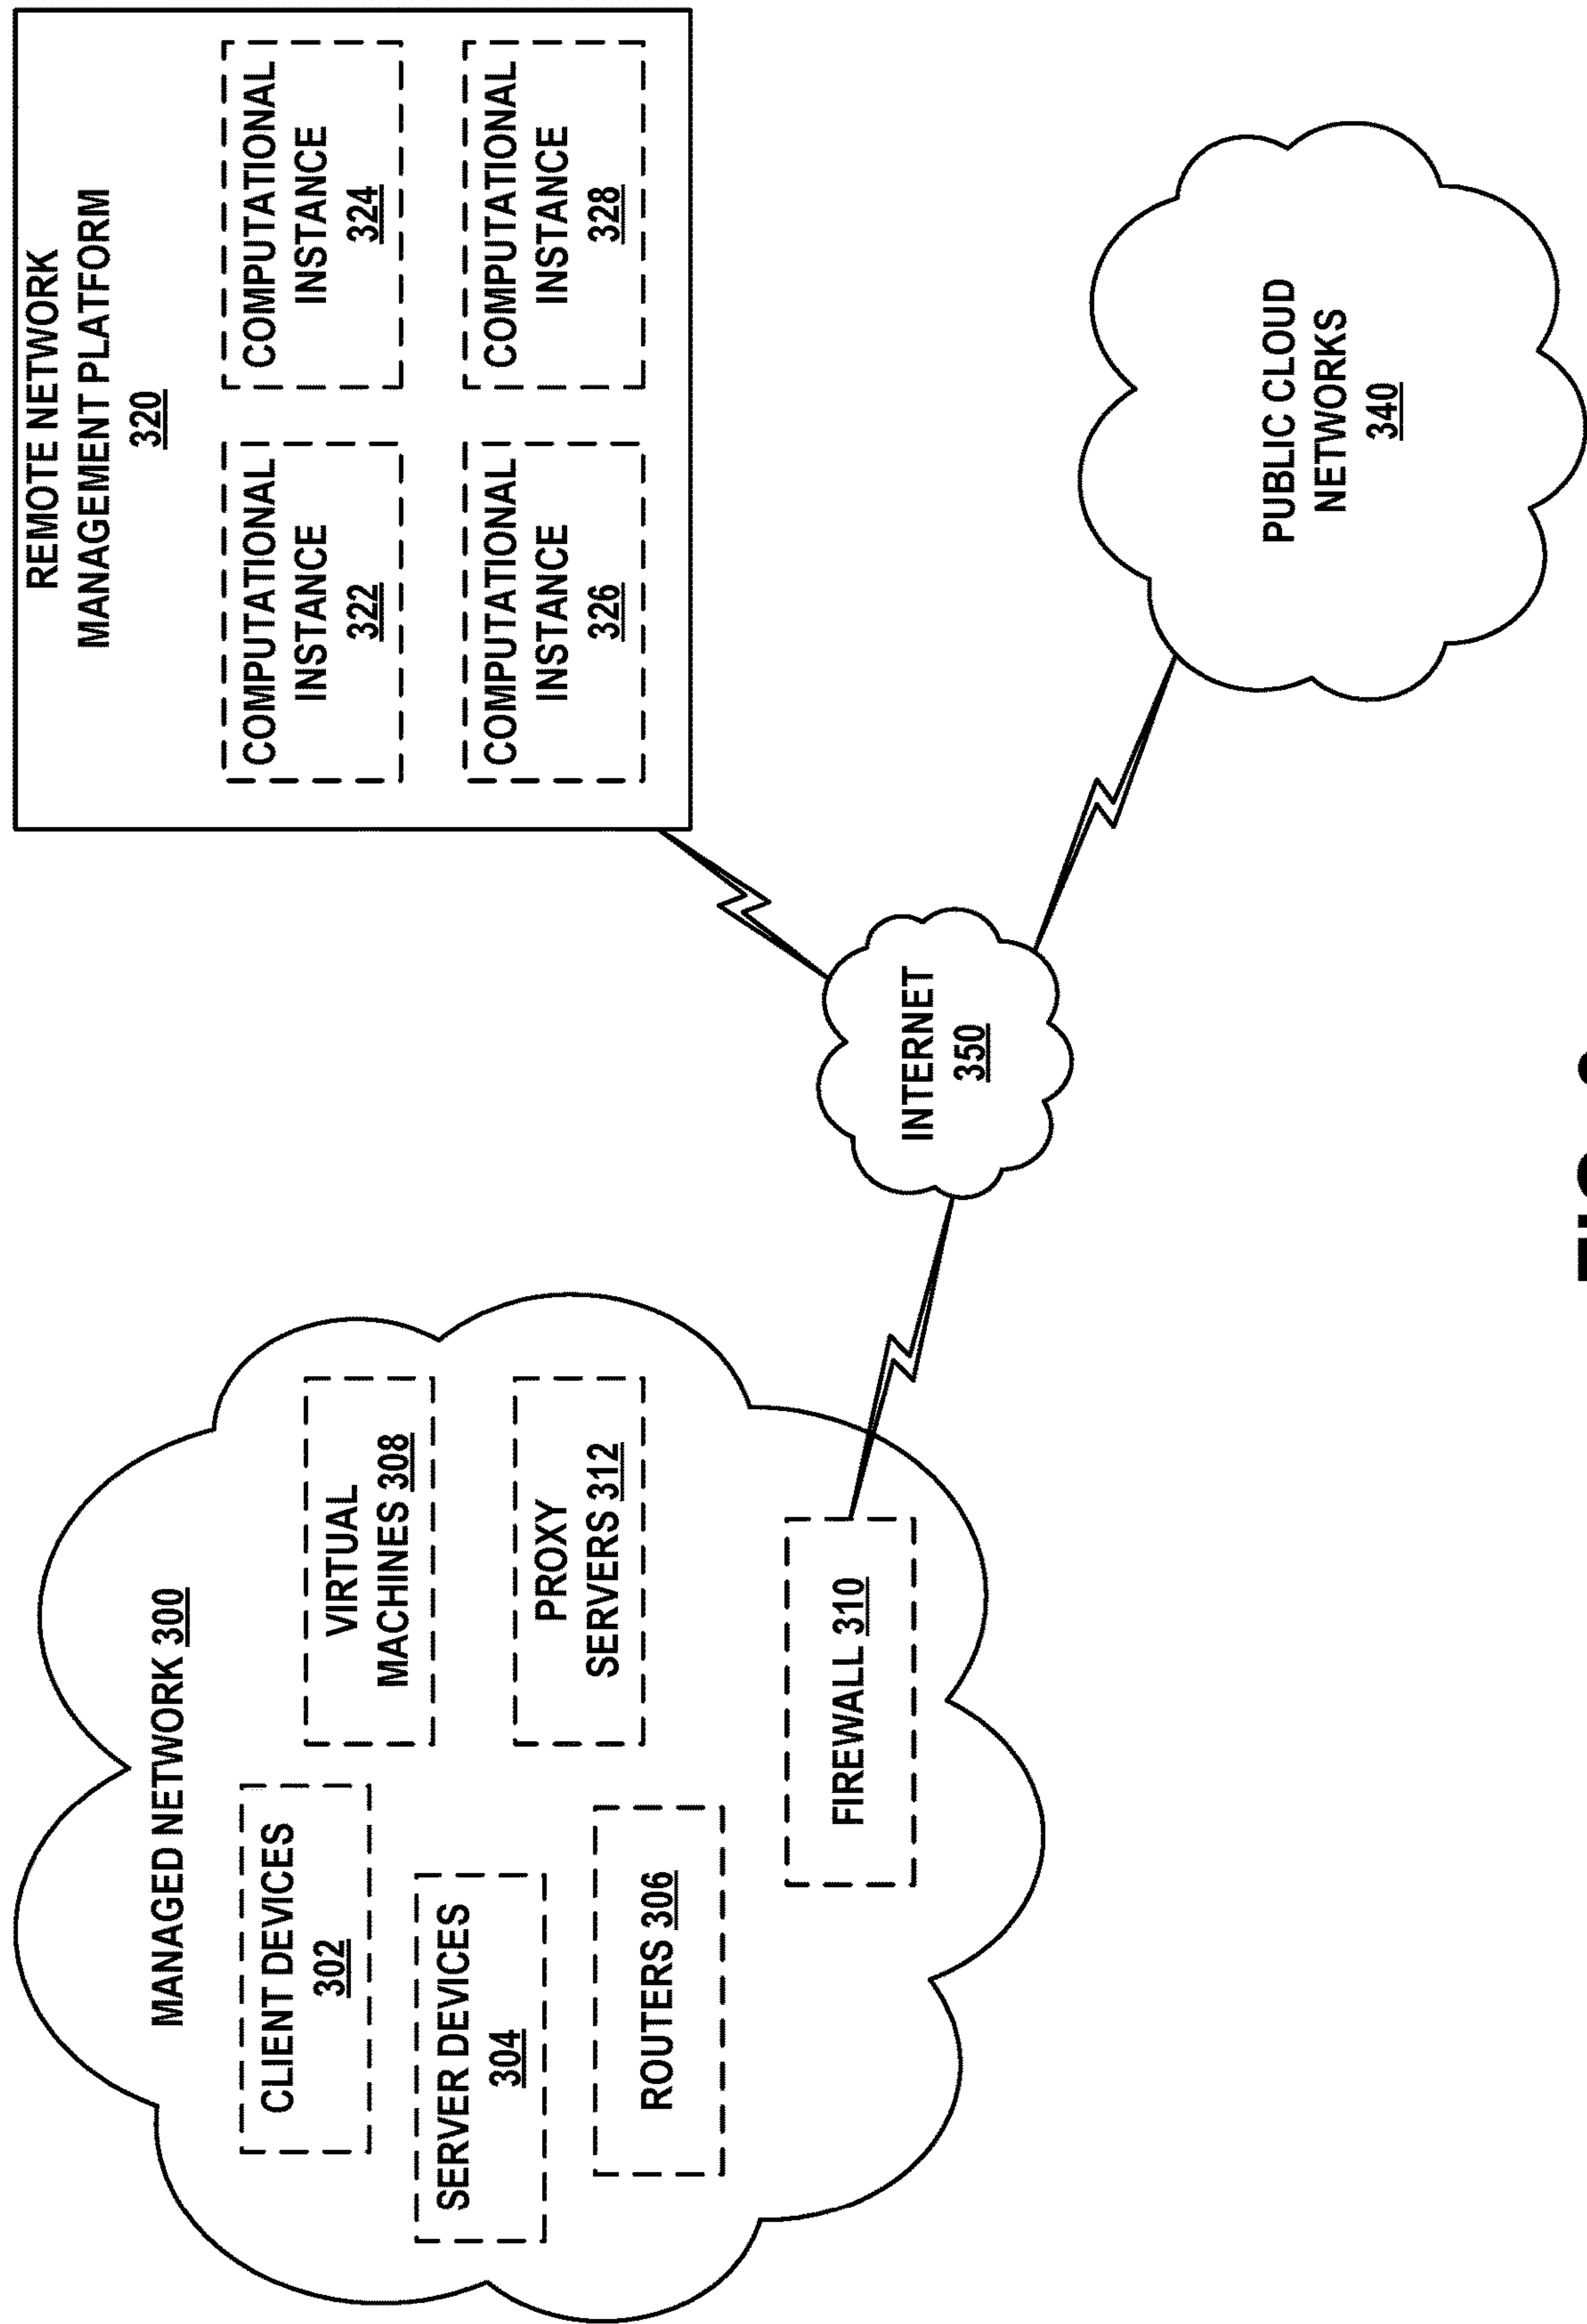 MANAGED NETWORK 300
CLIENT DEVICES
302
SERVER DEVICES
304
ROUTERS 306
VIRTUAL
MACHINES 308
PROXY
SERVERS 312
FIREWALL 310
INTERNET
350
REMOTE NETWORK
MANAGEMENT PLATFORM
320
COMPUTATIONAL
INSTANCE
322
COMPUTATIONAL
INSTANCE
324
COMPUTATIONAL
INSTANCE
326
COMPUTATIONAL
INSTANCE
328
PUBLIC CLOUD
NETWORKS
340